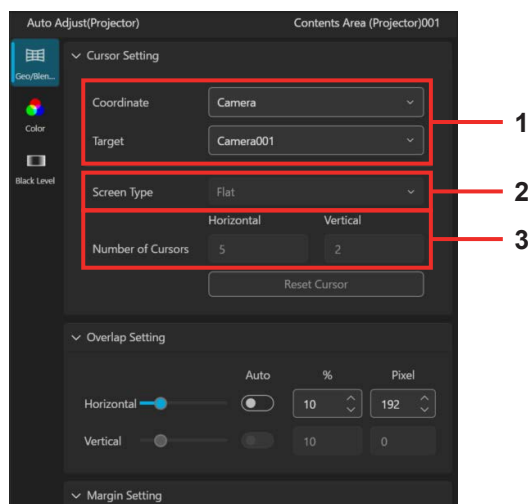 Auto Adjust(Projector) Contents Area (Projector)001
Geo/Blen...
Color
Black Level
Cursor Setting
Coordinate Camera
Target Camera001
1
Screen Type Flat
2
Horizontal Vertical
Number of Cursors 5 2
3
Reset Cursor
Overlap Setting
Auto % Pixel
Horizontal 10 192
Vertical 10 0
Margin Setting